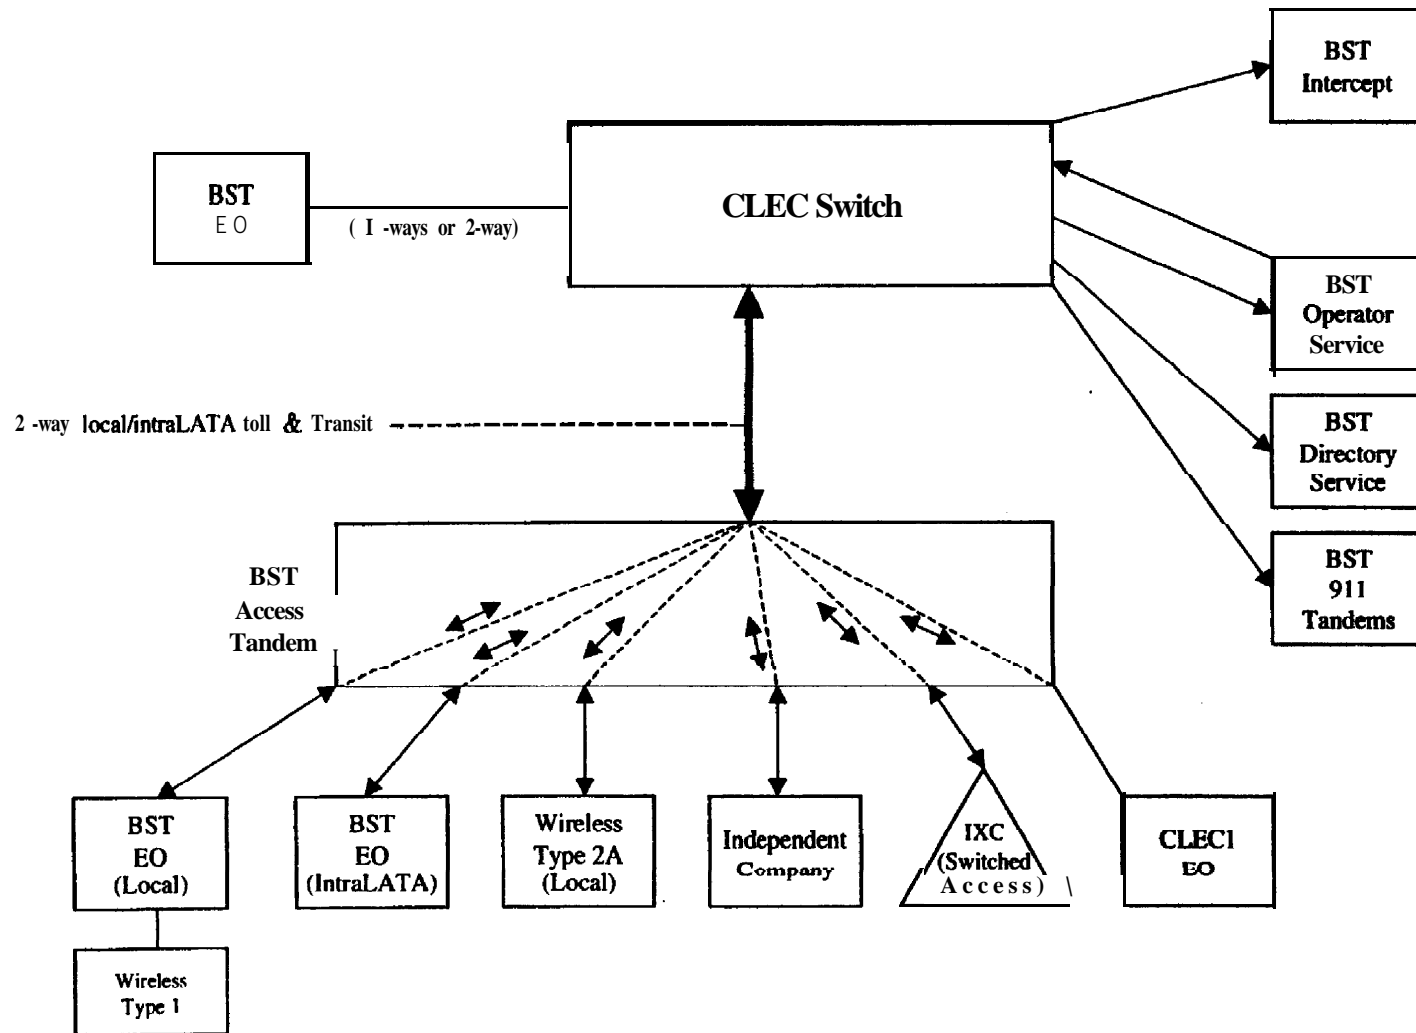 BST
Intercept
BST
E O
( I -ways or 2-way)
CLEC Switch
BST
Operator
Service
2 -way local/intraLATA toll & Transit
BST
Directory
Service
BST
Access
Tandem
BST
911
Tandems
BST
EO
(Local)
BST
EO
(IntraLATA)
Wireless
Type 2A
(Local)
Independent
Company
IXC
(Switched
Access) \
CLEC1
EO
Wireless
Type 1